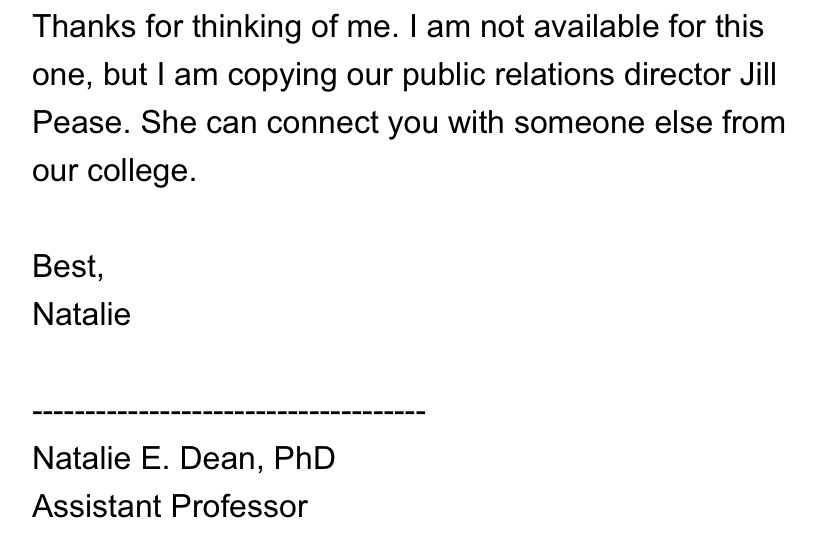 Thanks for thinking of me. I am not available for this
one, but I am copying our public relations director Jill
Pease. She can connect you with someone else from
our college.
Best,
Natalie
-------------------------------------
Natalie E. Dean, PhD
Assistant Professor